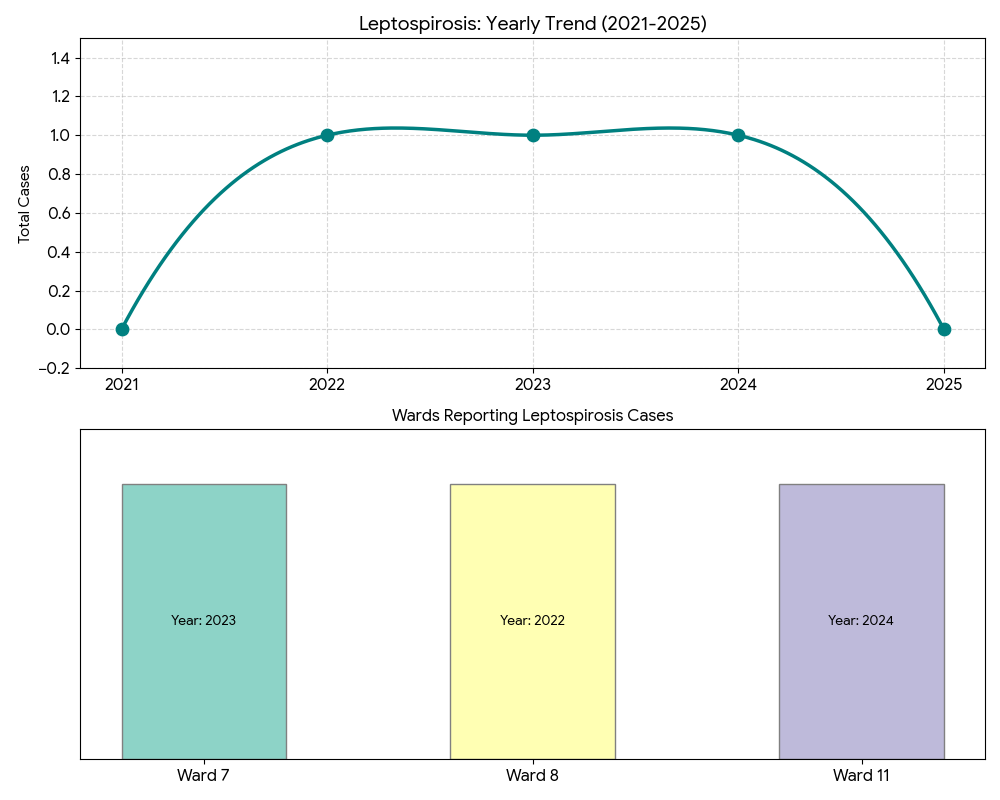 Leptospirosis: Yearly Trend (2021-2025)
Total Cases
1.4
1.2
1.0
0.8
0.6
0.4
0.2
0.0
−0.2
2021 2022 2023 2024 2025
Wards Reporting Leptospirosis Cases
Year: 2023 Year: 2022 Year: 2024
Ward 7 Ward 8 Ward 11